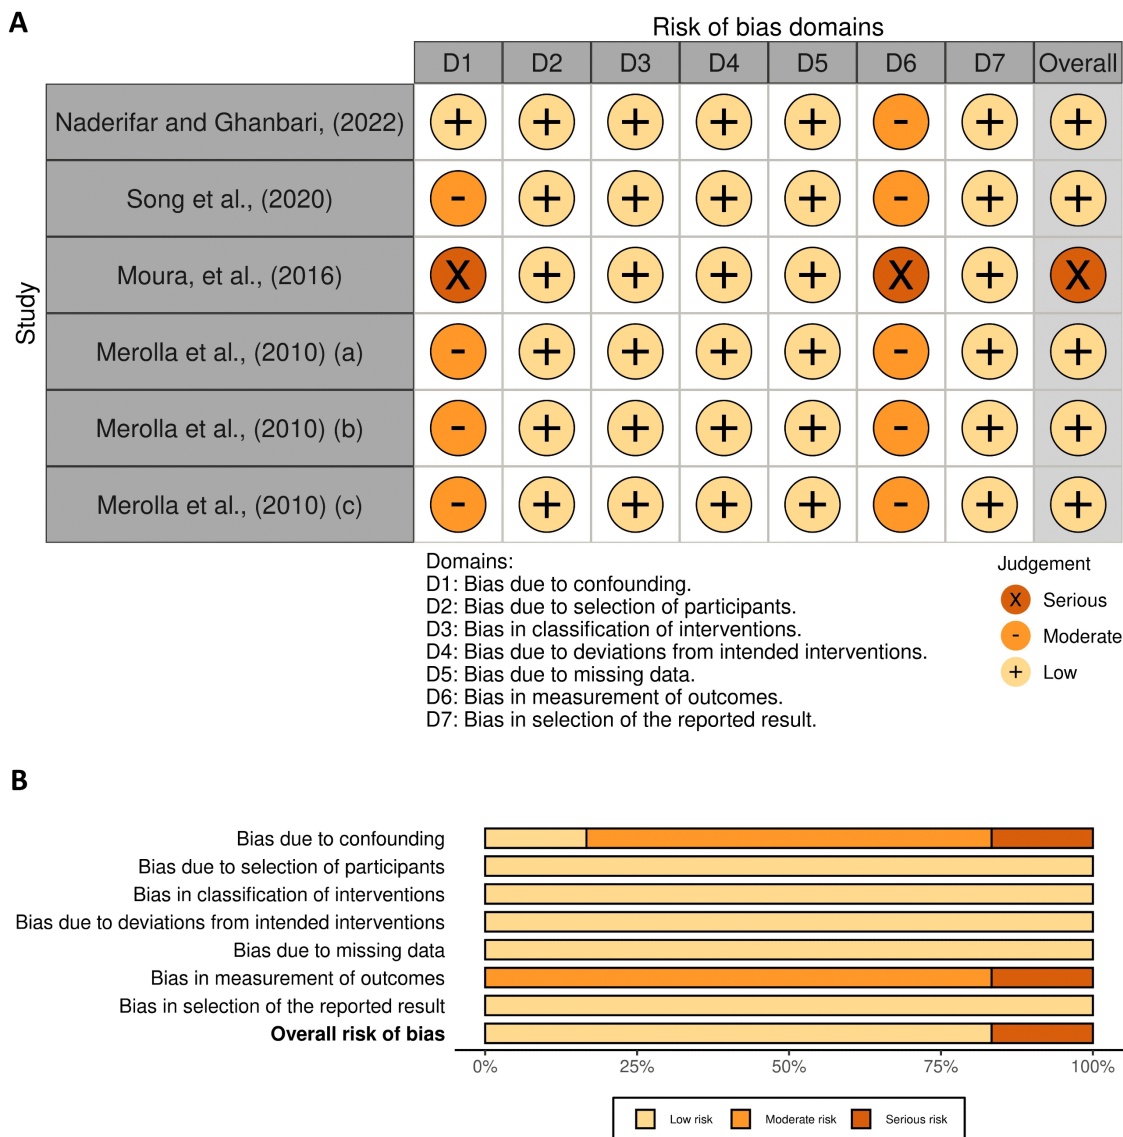 A
Risk of bias domains
D1 D2 D3 D4 D5 D6 D7 Overall
Study
Naderifar and Ghanbari, (2022) + + + + + - + +
Song et al., (2020) - + + + + - + +
Moura, et al., (2016) X + + + + X + X
Merolla et al., (2010) (a) - + + + + - + +
Merolla et al., (2010) (b) - + + + + - + +
Merolla et al., (2010) (c) - + + + + - + +
Domains:
D1: Bias due to confounding.
D2: Bias due to selection of participants.
D3: Bias in classification of interventions.
D4: Bias due to deviations from intended interventions.
D5: Bias due to missing data.
D6: Bias in measurement of outcomes.
D7: Bias in selection of the reported result.
Judgement
X Serious
- Moderate
+ Low
B
Bias due to confounding
Bias due to selection of participants
Bias in classification of interventions
Bias due to deviations from intended interventions
Bias due to missing data
Bias in measurement of outcomes
Bias in selection of the reported result
Overall risk of bias
0% 25% 50% 75% 100%
Low risk Moderate risk Serious risk